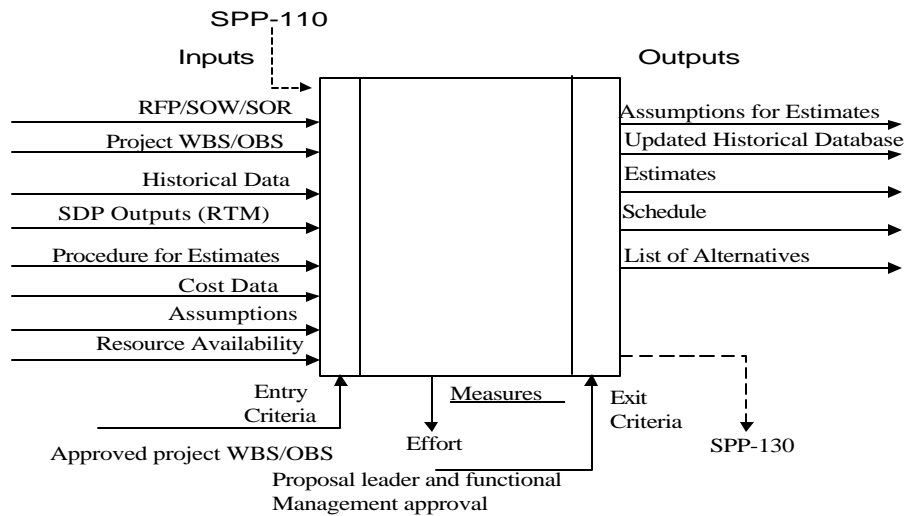 SPP-110
Inputs
Outputs
RFP/SOW/SOR
Project WBS/OBS
Historical Data
SDP Outputs (RTM)
Procedure for Estimates
Cost Data
Assumptions
Resource Availability
Assumptions for Estimates
Updated Historical Database
Estimates
Schedule
List of Alternatives
Entry
Criteria
Approved project WBS/OBS
Measures
Effort
Exit
Criteria
Proposal leader and functional
Management approval
SPP-130